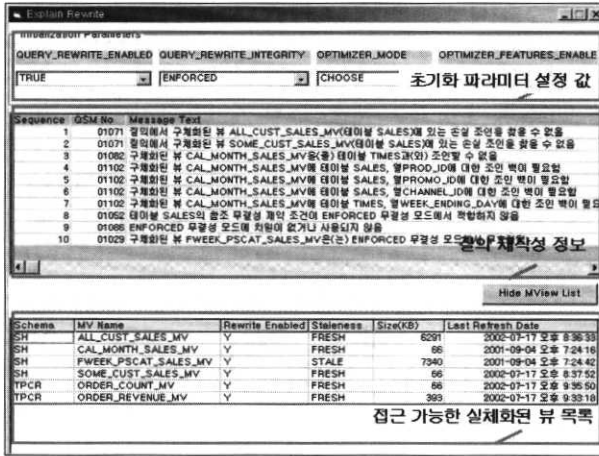 Explain Rewrite
Initialization Parameters
QUERY_REWRITE_ENABLED QUERY_REWRITE_INTEGRITY OPTIMIZER_MODE OPTIMIZER_FEATURES_ENABLE
TRUE ENFORCED CHOOSE 초기화 파라미터 설정 값
Sequence QSM No Message Text
1 01071 질의에서 구체화된 뷰 ALL_CUST_SALES_MV(테이블 SALES)에 있는 손실 조인을 찾을 수 없음
2 01071 질의에서 구체화된 뷰 SOME_CUST_SALES_MV(테이블 SALES)에 있는 손실 조인을 찾을 수 없음
3 01082 구체화된 뷰 CAL_MONTH_SALES_MV을(를) 테이블 TIMES과(와) 조인할 수 없음
4 01102 구체화된 뷰 CAL_MONTH_SALES_MV에 테이블 SALES, 열PROD_ID에 대한 조인 백이 필요함
5 01102 구체화된 뷰 CAL_MONTH_SALES_MV에 테이블 SALES, 열PROMO_ID에 대한 조인 백이 필요함
6 01102 구체화된 뷰 CAL_MONTH_SALES_MV에 테이블 SALES, 열CHANNEL_ID에 대한 조인 백이 필요함
7 01102 구체화된 뷰 CAL_MONTH_SALES_MV에 테이블 TIMES, 열WEEK_ENDING_DAY에 대한 조인 백이 필요
8 01052 테이블 SALES의 참조 무결성 제약 조건이 ENFORCED 무결성 모드에서 적합하지 않음
9 01086 ENFORCED 무결성 모드에 차원이 없거나 사용되지 않음
10 01029 구체화된 뷰 FWEEK_PSCAT_SALES_MV은(는) ENFORCED 무결성
질의 재작성 정보
Hide MView List
Schema MV Name Rewrite Enabled Staleness Size(KB) Last Refresh Date
SH ALL_CUST_SALES_MV Y FRESH 6291 2002-07-17 오후 8:36:33
SH CAL_MONTH_SALES_MV Y FRESH 66 2001-09-04 오후 7:24:16
SH FWEEK_PSCAT_SALES_MV Y STALE 7340 2001-09-04 오후 7:24:42
SH SOME_CUST_SALES_MV Y FRESH 66 2002-07-17 오후 8:37:52
TPCR ORDER_COUNT_MV Y FRESH 66 2002-07-17 오후 9:35:50
TPCR ORDER_REVENUE_MV Y FRESH 393 2002-07-17 오후 9:33:18
접근 가능한 실체화된 뷰 목록